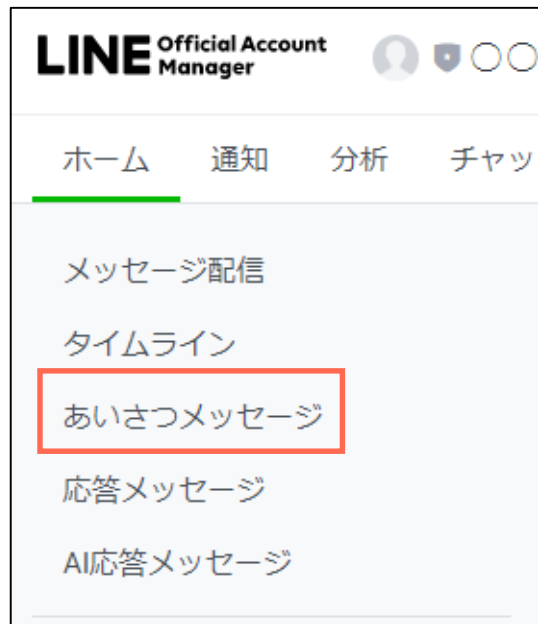 LINE Official Account Manager ○○
ホーム 通知 分析 チャッ
メッセージ配信
タイムライン
あいさつメッセージ
応答メッセージ
AI応答メッセージ